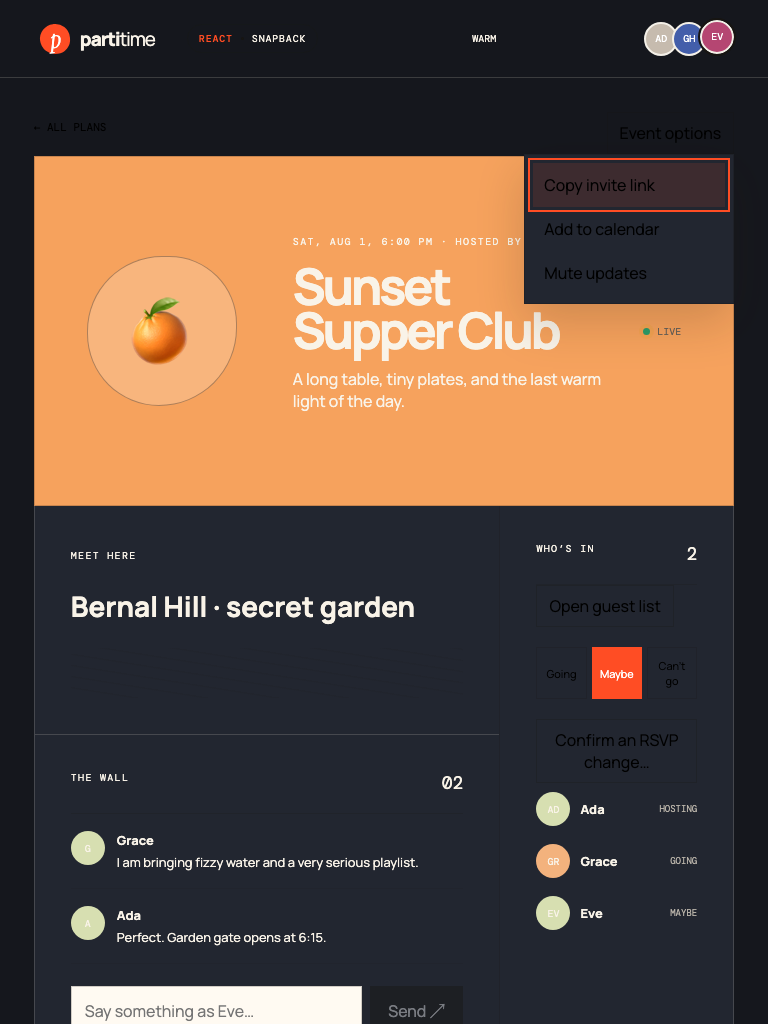 p partitime
REACT SNAPBACK WARM AD GH EV
← ALL PLANS
Event options
Copy invite link
Add to calendar
Mute updates
SAT, AUG 1, 6:00 PM · HOSTED BY
Sunset
Supper Club
LIVE
A long table, tiny plates, and the last warm
light of the day.
MEET HERE
Bernal Hill · secret garden
WHO'S IN 2
Open guest list
Going Maybe Can't
go
Confirm an RSVP
change…
AD Ada HOSTING
GR Grace GOING
EV Eve MAYBE
THE WALL 02
G Grace
I am bringing fizzy water and a very serious playlist.
A Ada
Perfect. Garden gate opens at 6:15.
Say something as Eve… Send ↗